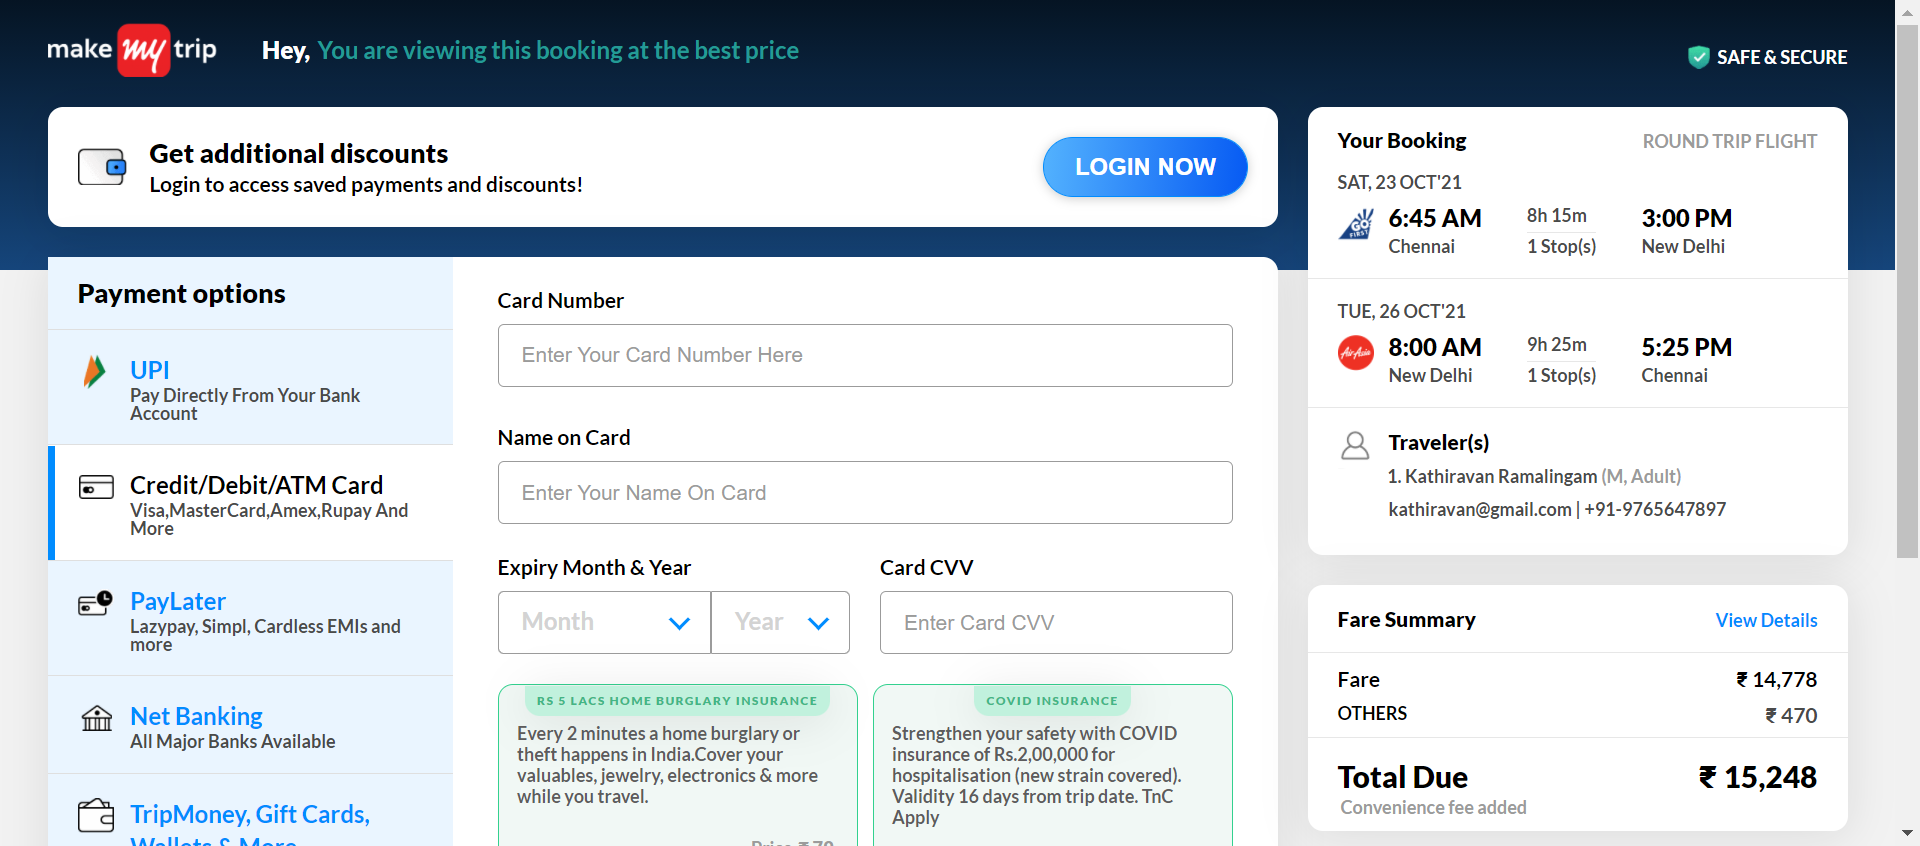 make my trip
Hey, You are viewing this booking at the best price
SAFE & SECURE
Get additional discounts
Login to access saved payments and discounts!
LOGIN NOW
Payment options
UPI
Pay Directly From Your Bank
Account
Credit/Debit/ATM Card
Visa,MasterCard,Amex,Rupay And
More
PayLater
Lazypay, Simpl, Cardless EMIs and
more
Net Banking
All Major Banks Available
TripMoney, Gift Cards,
Wallets & More
Card Number
Enter Your Card Number Here
Name on Card
Enter Your Name On Card
Expiry Month & Year
Month
Year
Card CVV
Enter Card CVV
RS 5 LACS HOME BURGLARY INSURANCE
Every 2 minutes a home burglary or
theft happens in India.Cover your
valuables, jewelry, electronics & more
while you travel.
Price ₹ 70
COVID INSURANCE
Strengthen your safety with COVID
insurance of Rs.2,00,000 for
hospitalisation (new strain covered).
Validity 16 days from trip date. TnC
Apply
Your Booking
ROUND TRIP FLIGHT
SAT, 23 OCT'21
GO FIRST
6:45 AM 8h 15m 3:00 PM
Chennai 1 Stop(s) New Delhi
TUE, 26 OCT'21
AirAsia
8:00 AM 9h 25m 5:25 PM
New Delhi 1 Stop(s) Chennai
Traveler(s)
1. Kathiravan Ramalingam (M, Adult)
kathiravan@gmail.com | +91-9765647897
Fare Summary
View Details
Fare ₹ 14,778
OTHERS ₹ 470
Total Due ₹ 15,248
Convenience fee added